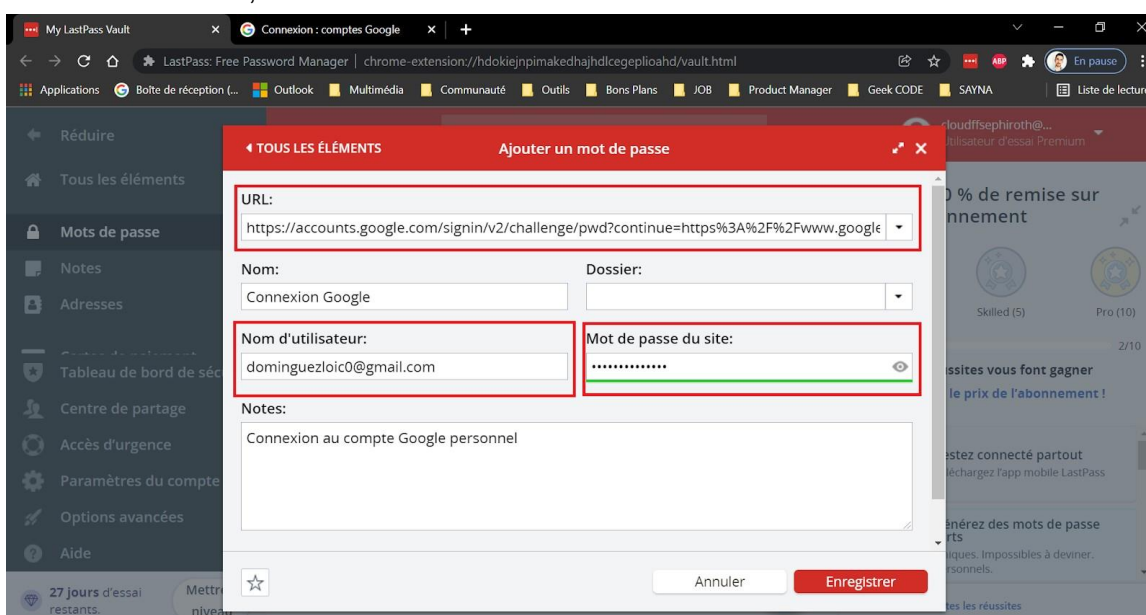 My LastPass Vault
Connexion : comptes Google
LastPass: Free Password Manager | chrome-extension://hdokiejnpimakedhajhdlcegeplioahd/vault.html
ABP
En pause
Applications
Boîte de réception (...
Outlook
Multimédia
Communauté
Outils
Bons Plans
JOB
Product Manager
Geek CODE
SAYNA
Liste de lecture
Réduire
Tous les éléments
Mots de passe
Notes
Adresses
Tableau de bord de séc
Centre de partage
Accès d'urgence
Paramètres du compte
Options avancées
Aide
27 jours d'essai
restants.
Mettre
niveau
TOUS LES ÉLÉMENTS
Ajouter un mot de passe
URL:
https://accounts.google.com/signin/v2/challenge/pwd?continue=https%3A%2F%2Fwww.google
Nom:
Dossier:
Connexion Google
Nom d'utilisateur:
Mot de passe du site:
dominguezloic0@gmail.com
••••••••••••••
Notes:
Connexion au compte Google personnel
Annuler
Enregistrer
cloudffsephiroth@...
Utilisateur d'essai Premium
0 % de remise sur
nnement
Skilled (5)
Pro (10)
2/10
ussites vous font gagner
le prix de l'abonnement !
estez connecté partout
léchargez l'app mobile LastPass
énérez des mots de passe
rts
iques. Impossibles à deviner.
rsonnels.
tes les réussites